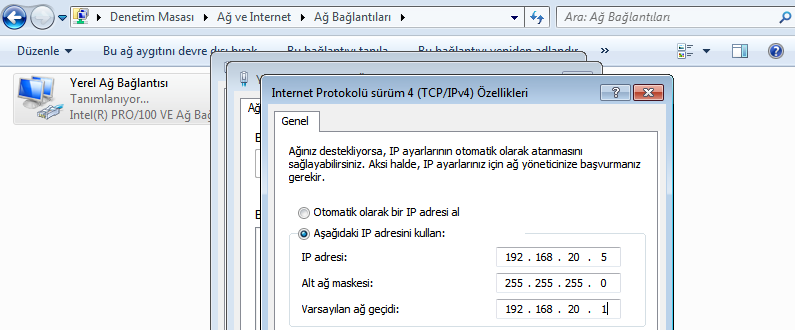 Denetim Masası ▸ Ağ ve Internet ▸ Ağ Bağlantıları ▸
Ara: Ağ Bağlantıları
Düzenle Bu ağ aygıtını devre dışı bırak Bu bağlantıyı tanıla Bu bağlantıyı yeniden adlandır »
Yerel Ağ Bağlantısı
Tanımlanıyor...
Intel(R) PRO/100 VE Ağ Bağ
Internet Protokolü sürüm 4 (TCP/IPv4) Özellikleri
Genel
Ağınız destekliyorsa, IP ayarlarının otomatik olarak atanmasını
sağlayabilirsiniz. Aksi halde, IP ayarlarınız için ağ yöneticinize başvurmanız
gerekir.
Otomatik olarak bir IP adresi al
Aşağıdaki IP adresini kullan:
IP adresi: 192 . 168 . 20 . 5
Alt ağ maskesi: 255 . 255 . 255 . 0
Varsayılan ağ geçidi: 192 . 168 . 20 . 1